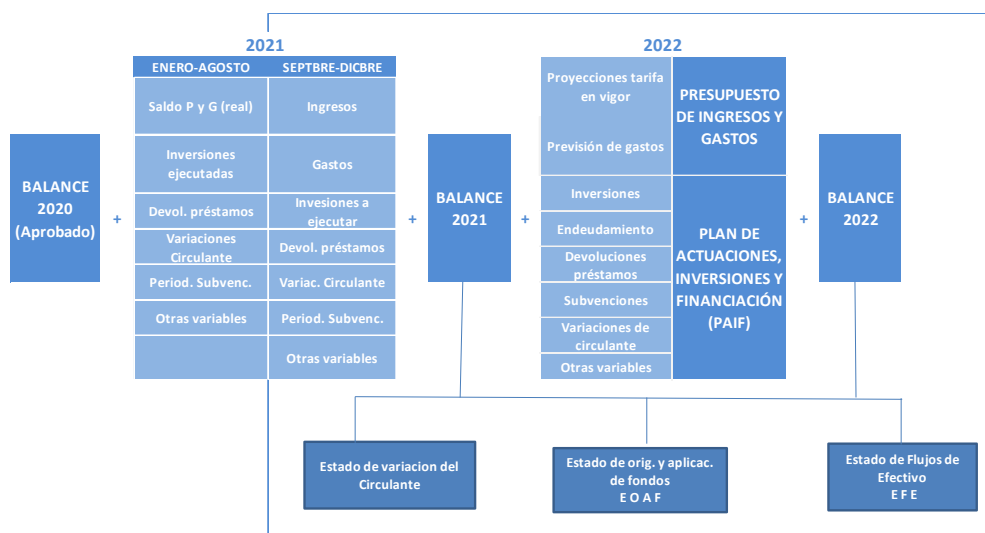 2021
2022
ENERO-AGOSTO
SEPTBRE-DICBRE
Saldo P y G (real)
Ingresos
Inversiones
ejecutadas
Gastos
Devol. préstamos
Invesiones a
ejecutar
Variaciones
Circulante
Devol. préstamos
Period. Subvenc.
Variac. Circulante
Otras variables
Period. Subvenc.
Otras variables
BALANCE
2020
(Aprobado)
+
+
BALANCE
2021
+
Proyecciones tarifa
en vigor
Previsión de gastos
PRESUPUESTO
DE INGRESOS Y
GASTOS
Inversiones
Endeudamiento
Devoluciones
préstamos
Subvenciones
Variaciones de
circulante
Otras variables
PLAN DE
ACTUACIONES,
INVERSIONES Y
FINANCIACIÓN
(PAIF)
+
BALANCE
2022
Estado de variacion del
Circulante
Estado de orig. y aplicac.
de fondos
E O A F
Estado de Flujos de
Efectivo
E F E